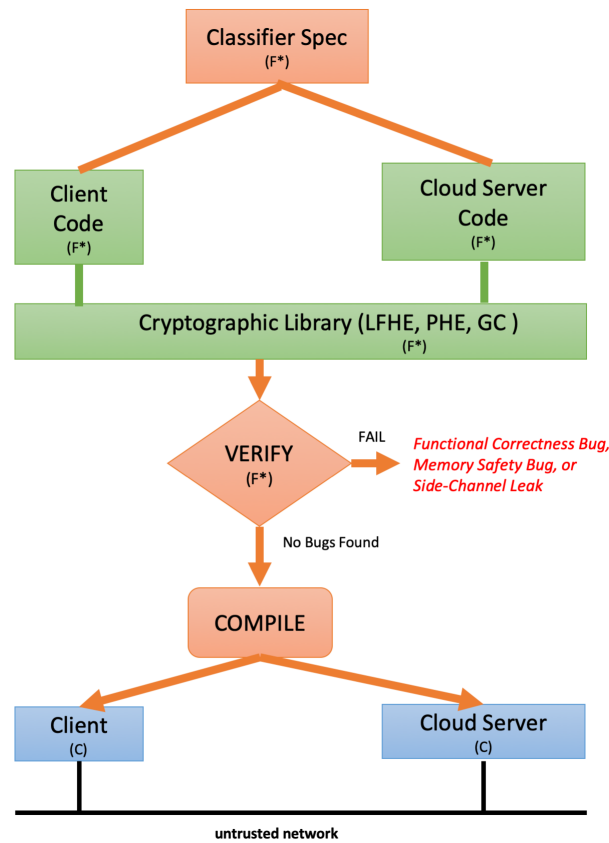 Classifier Spec
(F*)
Client
Code
(F*)
Cloud Server
Code
(F*)
Cryptographic Library (LFHE, PHE, GC )
(F*)
VERIFY
(F*)
FAIL
Functional Correctness Bug,
Memory Safety Bug, or
Side-Channel Leak
No Bugs Found
COMPILE
Client
(C)
Cloud Server
(C)
untrusted network